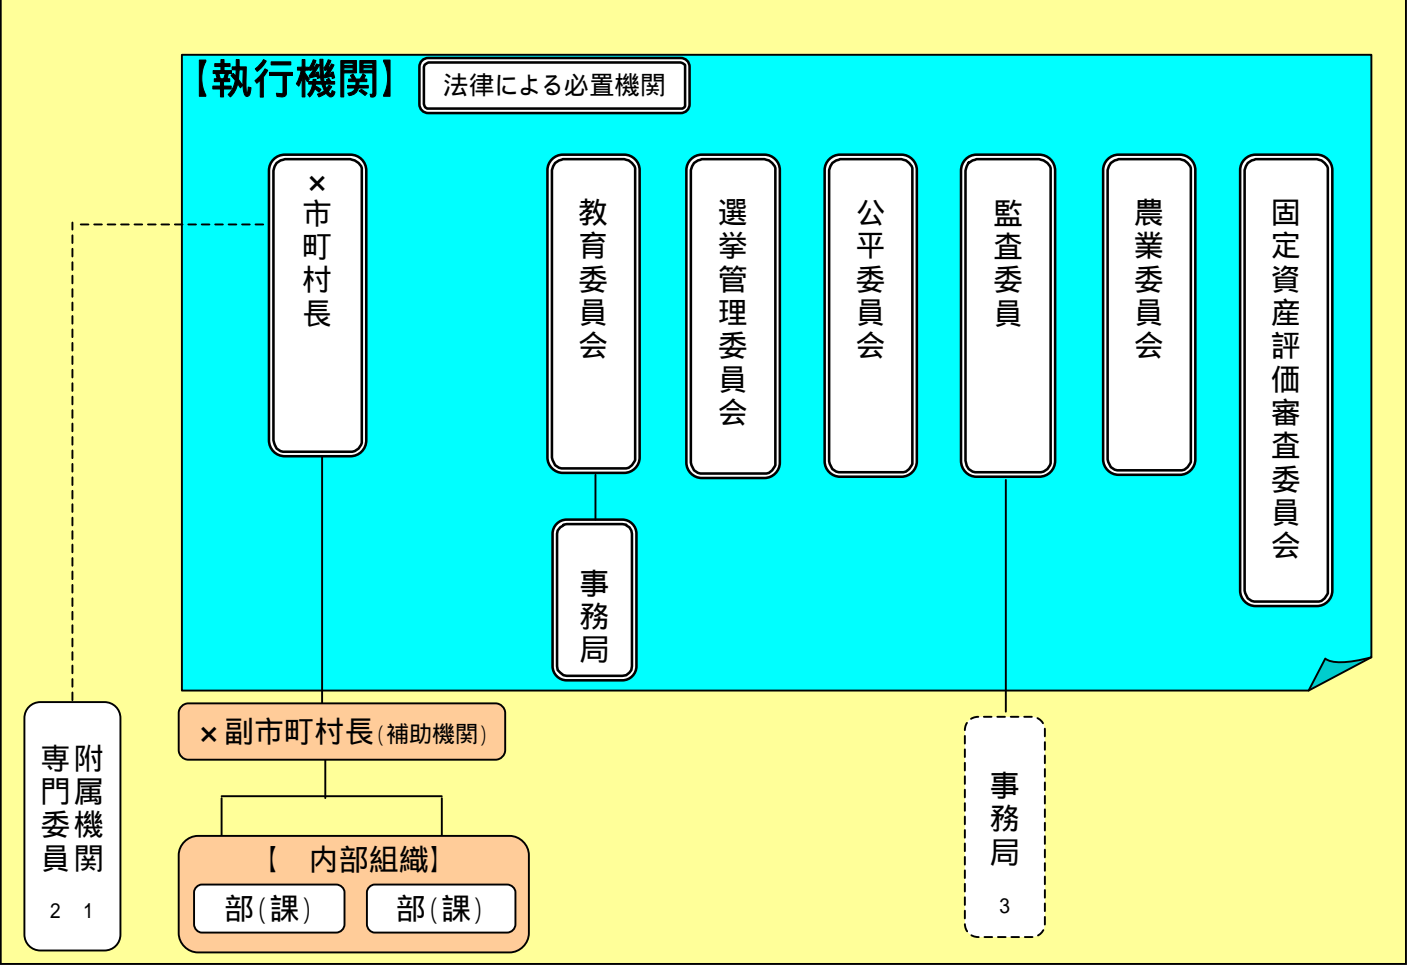 【執行機関】
法律による必置機関
×市町村長
教育委員会
選挙管理委員会
公平委員会
監査委員
農業委員会
固定資産評価審査委員会
事務局
×副市町村長(補助機関)
附属機関 1
専門委員 2
【 内部組織】
部(課)
部(課)
事務局 3